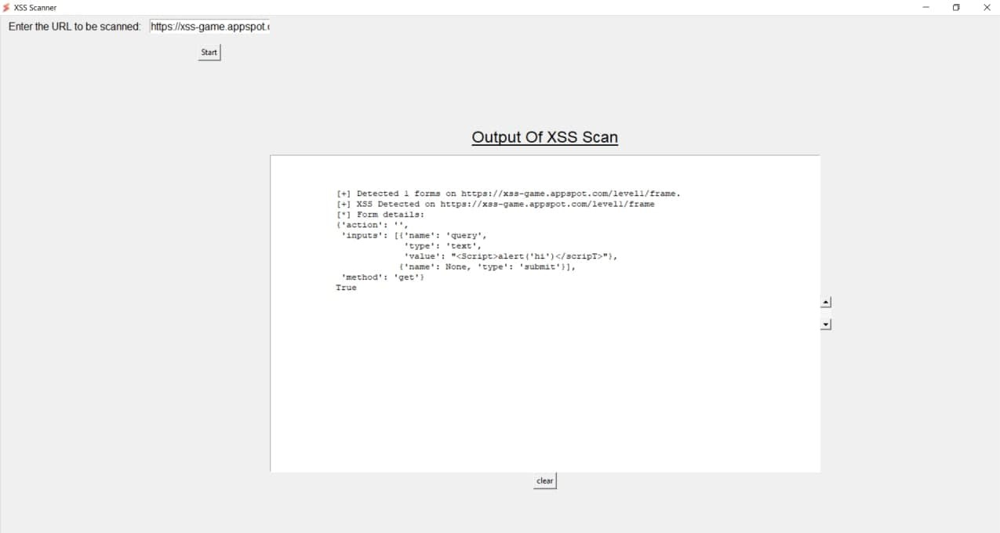 XSS Scanner
Enter the URL to be scanned: https://xss-game.appspot.c
Start
Output Of XSS Scan
[+] Detected 1 forms on https://xss-game.appspot.com/level1/frame.
[+] XSS Detected on https://xss-game.appspot.com/level1/frame
[*] Form details:
{'action': '',
 'inputs': [{'name': 'query',
             'type': 'text',
             'value': "<Script>alert('hi')</scripT>"},
            {'name': None, 'type': 'submit'}],
 'method': 'get'}
True
clear